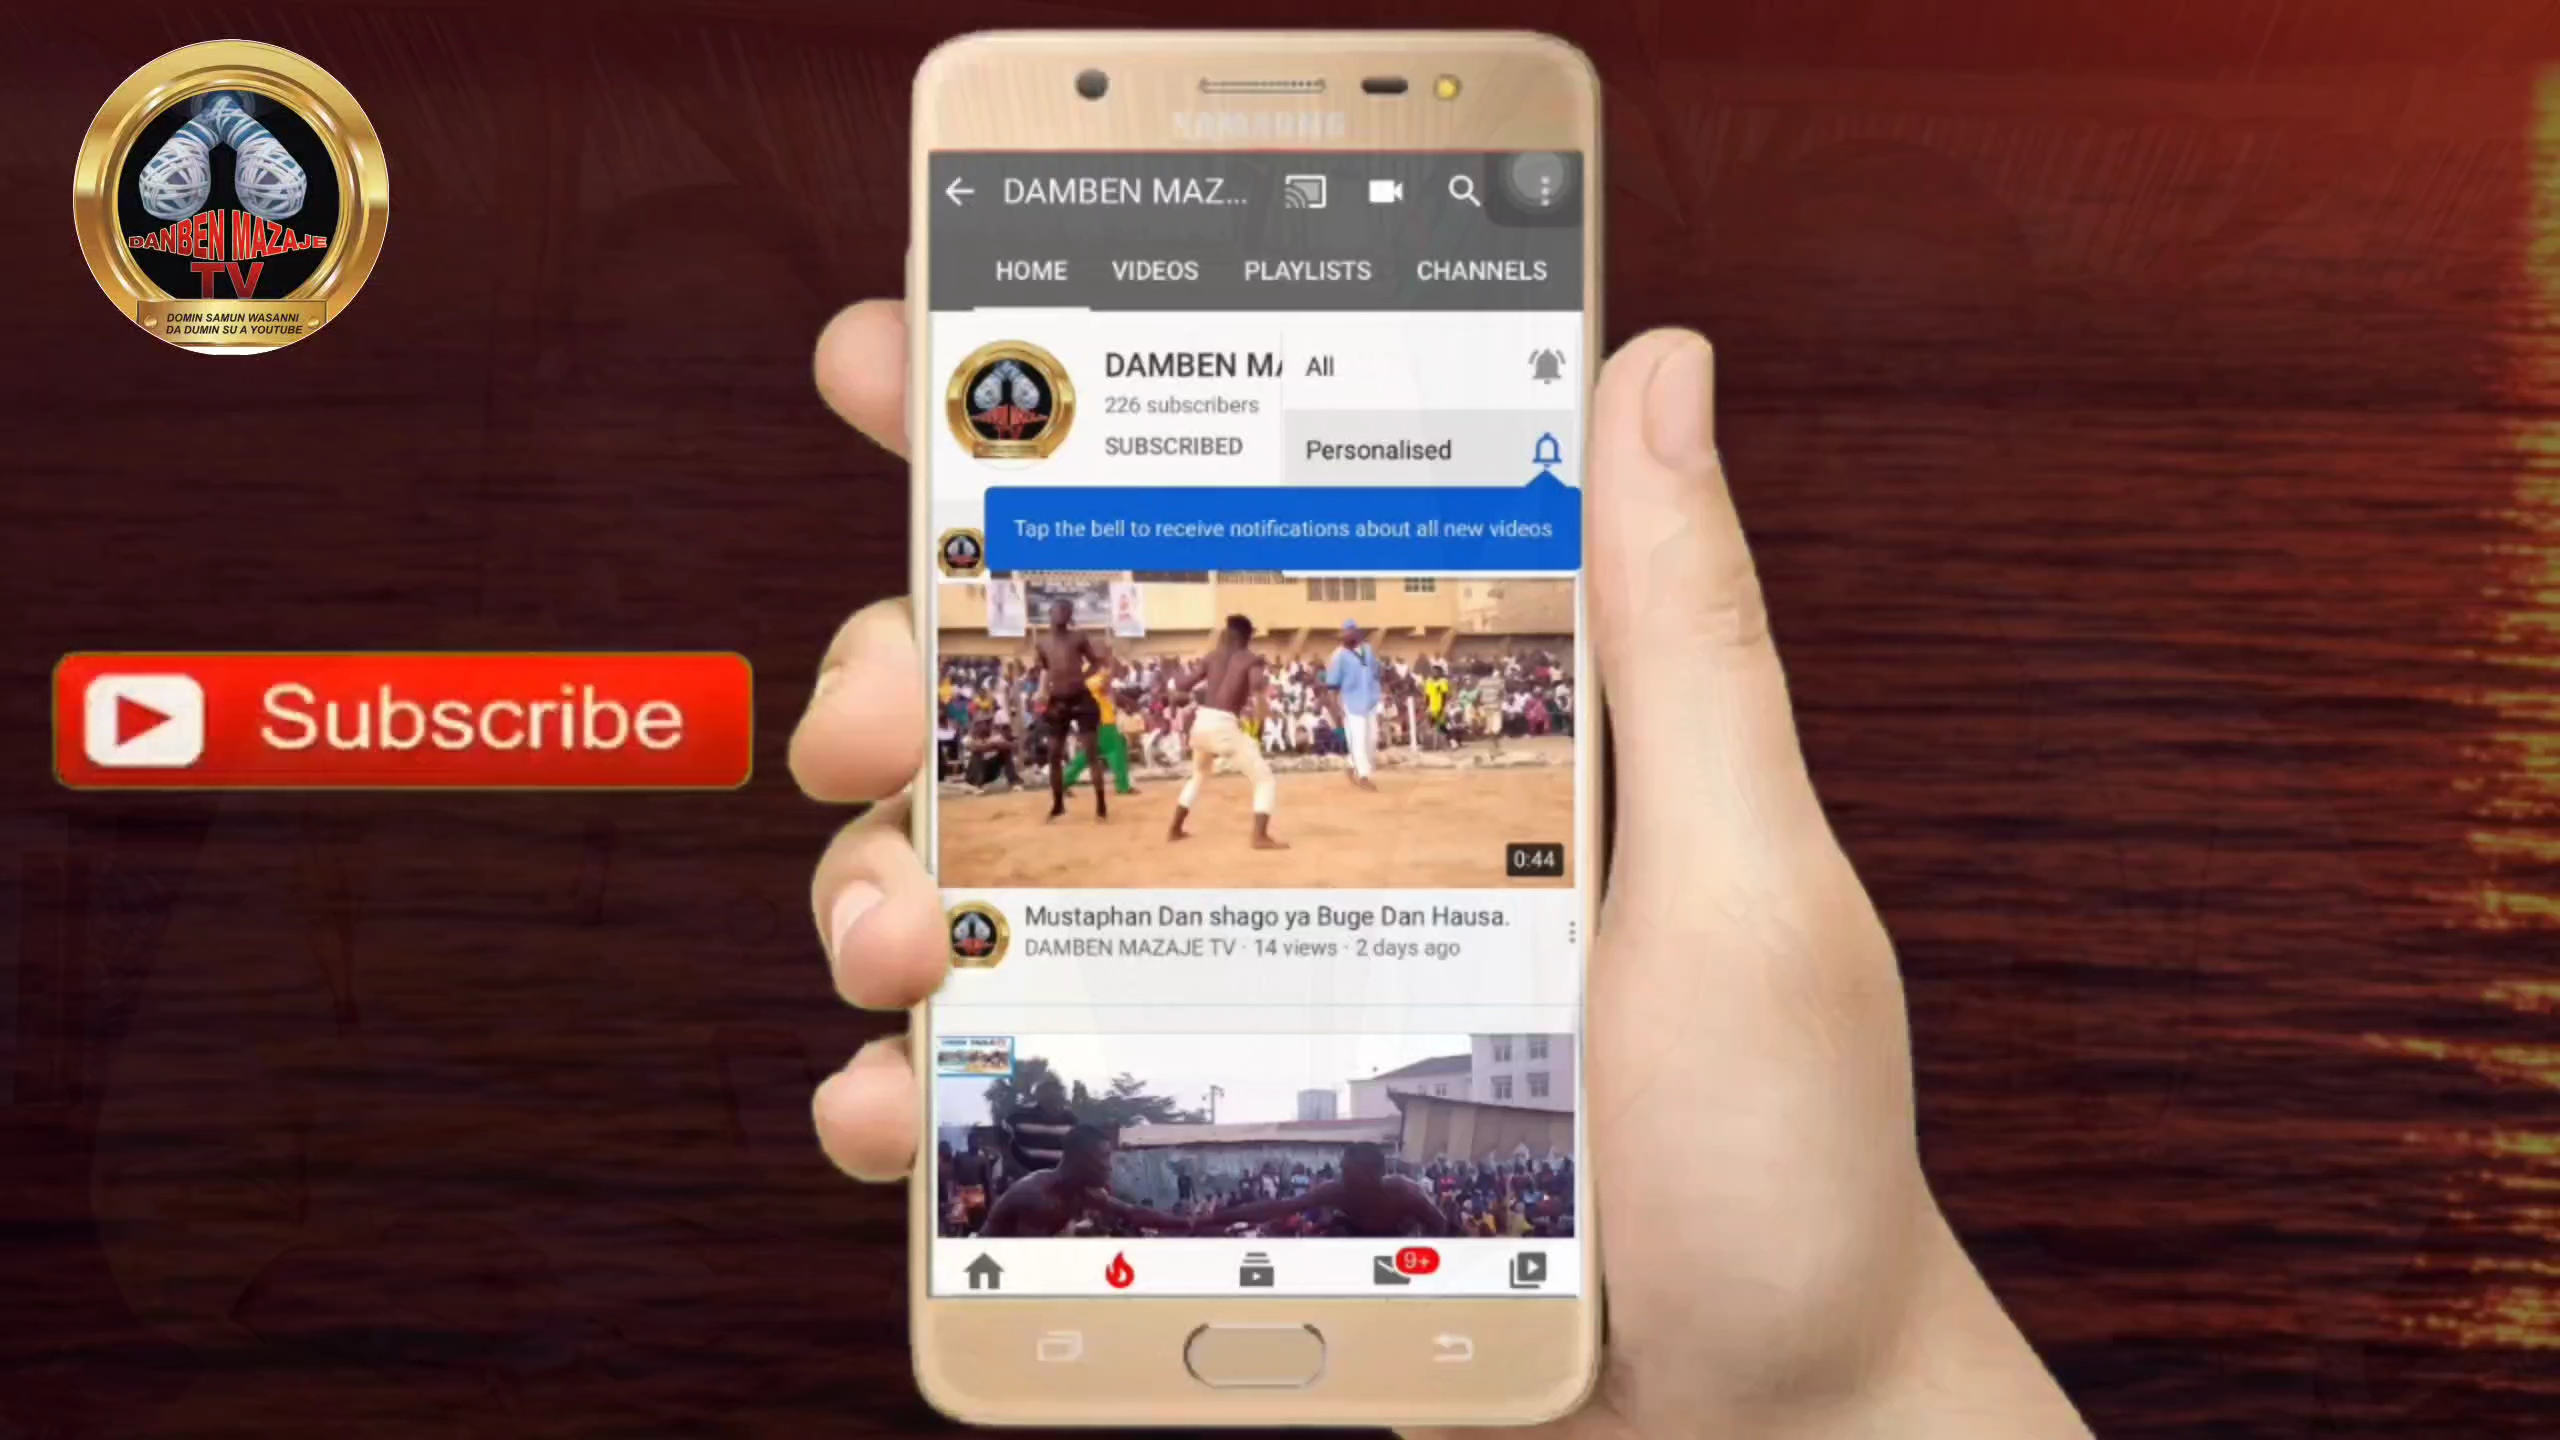 DANBEN MAZAJE
TV
DOMIN SAMUN WASANNI
DA DUMIN SU A YOUTUBE
Subscribe
SAMSUNG
DAMBEN MAZ...
HOME VIDEOS PLAYLISTS CHANNELS
DAMBEN MA
226 subscribers
SUBSCRIBED
All
Personalised
Tap the bell to receive notifications about all new videos
0:44
Mustaphan Dan shago ya Buge Dan Hausa.
DAMBEN MAZAJE TV · 14 views · 2 days ago
9+